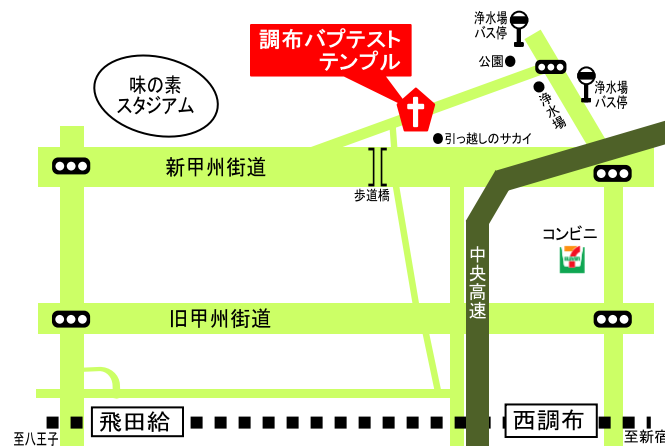 浄水場
バス停
調布バプテスト
テンプル
公園
味の素
スタジアム
浄水場
バス停
浄水場
引っ越しのサカイ
新甲州街道
歩道橋
コンビニ
7
中央高速
旧甲州街道
飛田給
西調布
至八王子
至新宿